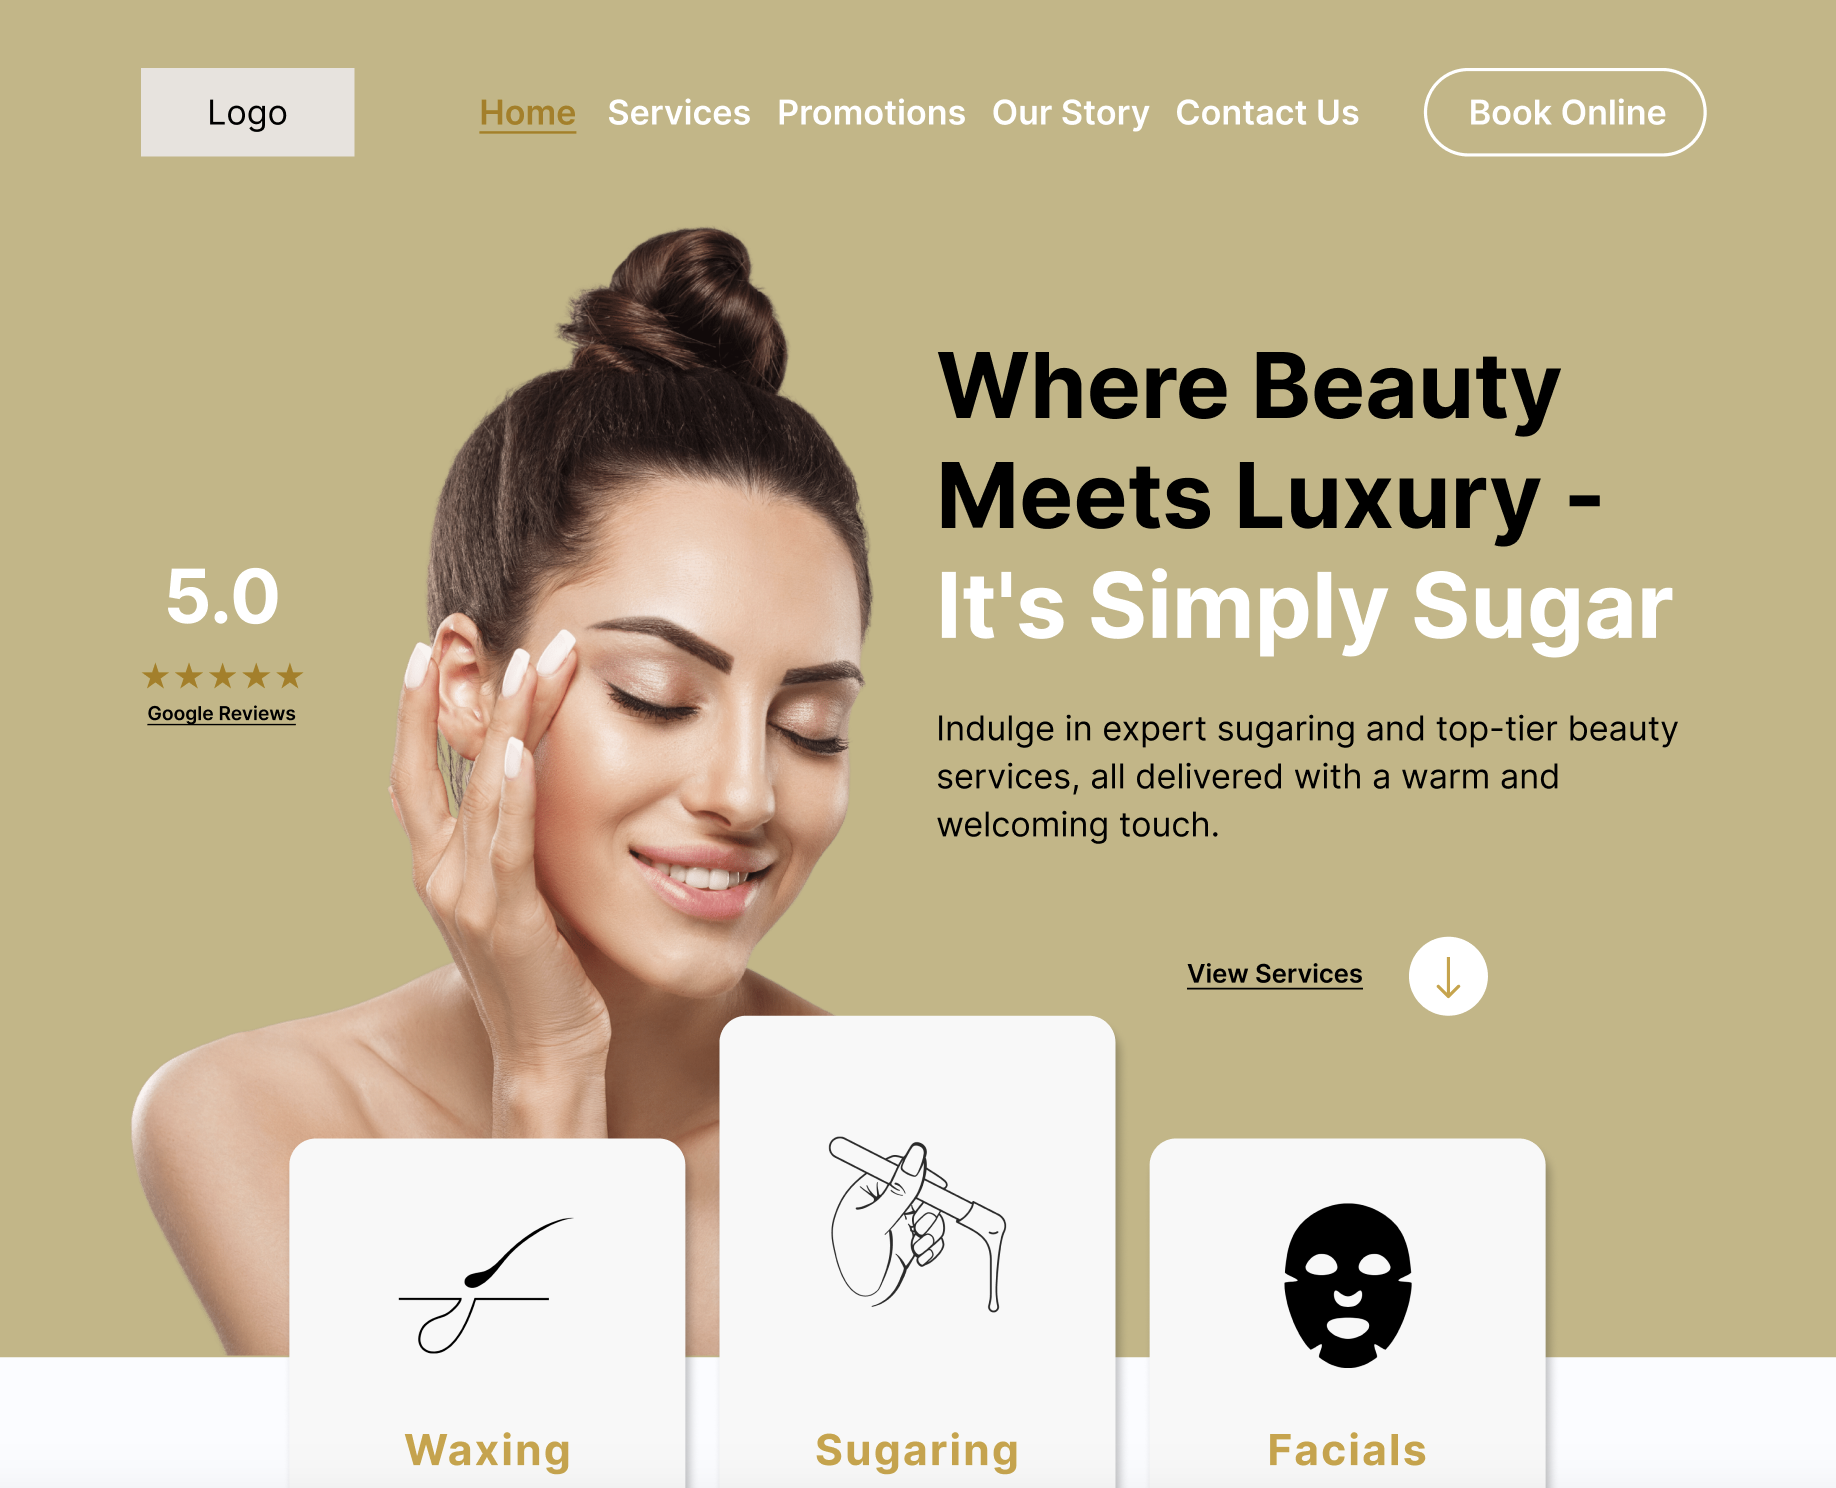 Logo
Home Services Promotions Our Story Contact Us
Book Online
Where Beauty
Meets Luxury -
It's Simply Sugar
5.0
Google Reviews
Indulge in expert sugaring and top-tier beauty
services, all delivered with a warm and
welcoming touch.
View Services
Waxing
Sugaring
Facials